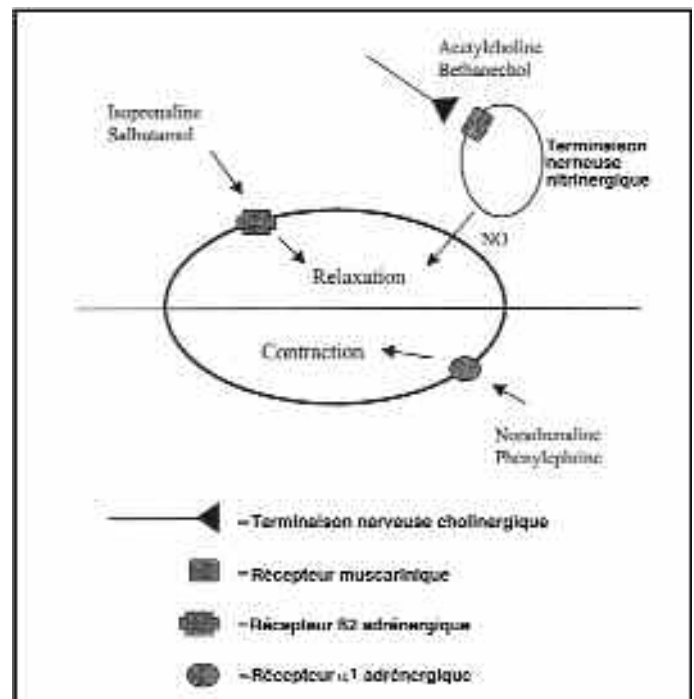 Acetylcholine
Bethanechol
Isoprenaline
Salbutamol
Terminaison
nerveuse
nitrinergique
NO
Relaxation
Contraction
Noradrenaline
Phenylephrine
=Terminaison nerveuse cholinergique
=Récepteur muscarinique
=Récepteur ß2 adrénergique
=Récepteur α1 adrénergique